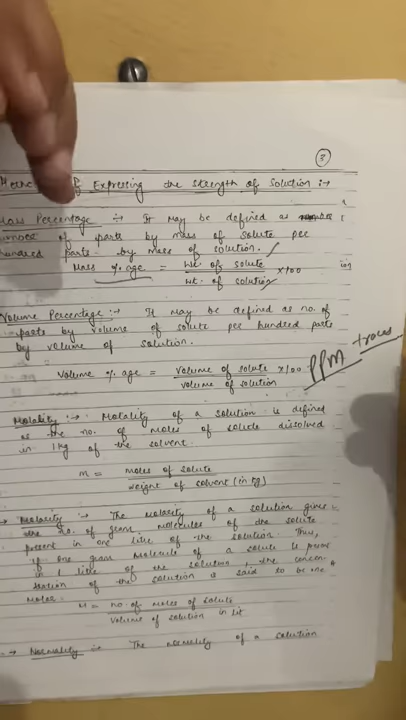 3
of Expressing the strength of Solution :→
Mass Percentage :→ It may be defined as
number of parts by mass of solute per
hundred parts by mass of solution.
Mass % age = wt. of solute / wt. of solution × 100
Volume Percentage :→ It may be defined as no. of
parts by volume of solute per hundred parts
by volume of solution.
Volume % age = volume of solute / volume of solution × 100
PPM traces
Molality :→ Molality of a solution is defined
as the no. of moles of solute dissolved
in 1 kg of the solvent.
m = moles of solute / weight of solvent (in kg)
→ Molarity :→ The Molarity of a solution gives
the no. of gram molecules of the solute
present in one litre of the solution. Thus,
if one gram molecule of a solute is
in 1 litre of the solution, the concen-
tration of the solution is said to be one
molar.
M = no. of moles of solute / Volume of solution in lit
→ Normality :→ The normality of a solution